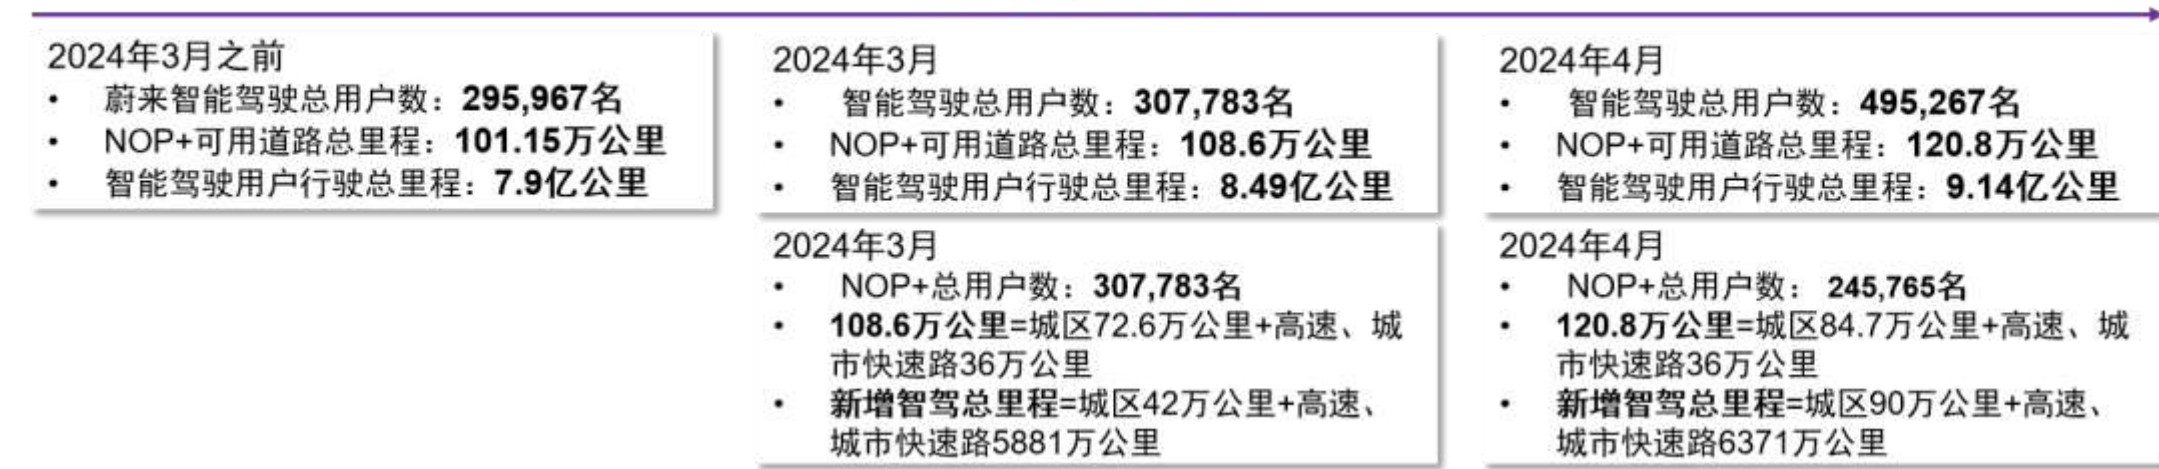 2024年3月之前
• 蔚来智能驾驶总用户数：295,967名
• NOP+可用道路总里程：101.15万公里
• 智能驾驶用户行驶总里程：7.9亿公里
2024年3月
• 智能驾驶总用户数：307,783名
• NOP+可用道路总里程：108.6万公里
• 智能驾驶用户行驶总里程：8.49亿公里
2024年3月
• NOP+总用户数：307,783名
• 108.6万公里=城区72.6万公里+高速、城
市快速路36万公里
• 新增智驾总里程=城区42万公里+高速、
城市快速路5881万公里
2024年4月
• 智能驾驶总用户数：495,267名
• NOP+可用道路总里程：120.8万公里
• 智能驾驶用户行驶总里程：9.14亿公里
2024年4月
• NOP+总用户数： 245,765名
• 120.8万公里=城区84.7万公里+高速、城
市快速路36万公里
• 新增智驾总里程=城区90万公里+高速、
城市快速路6371万公里